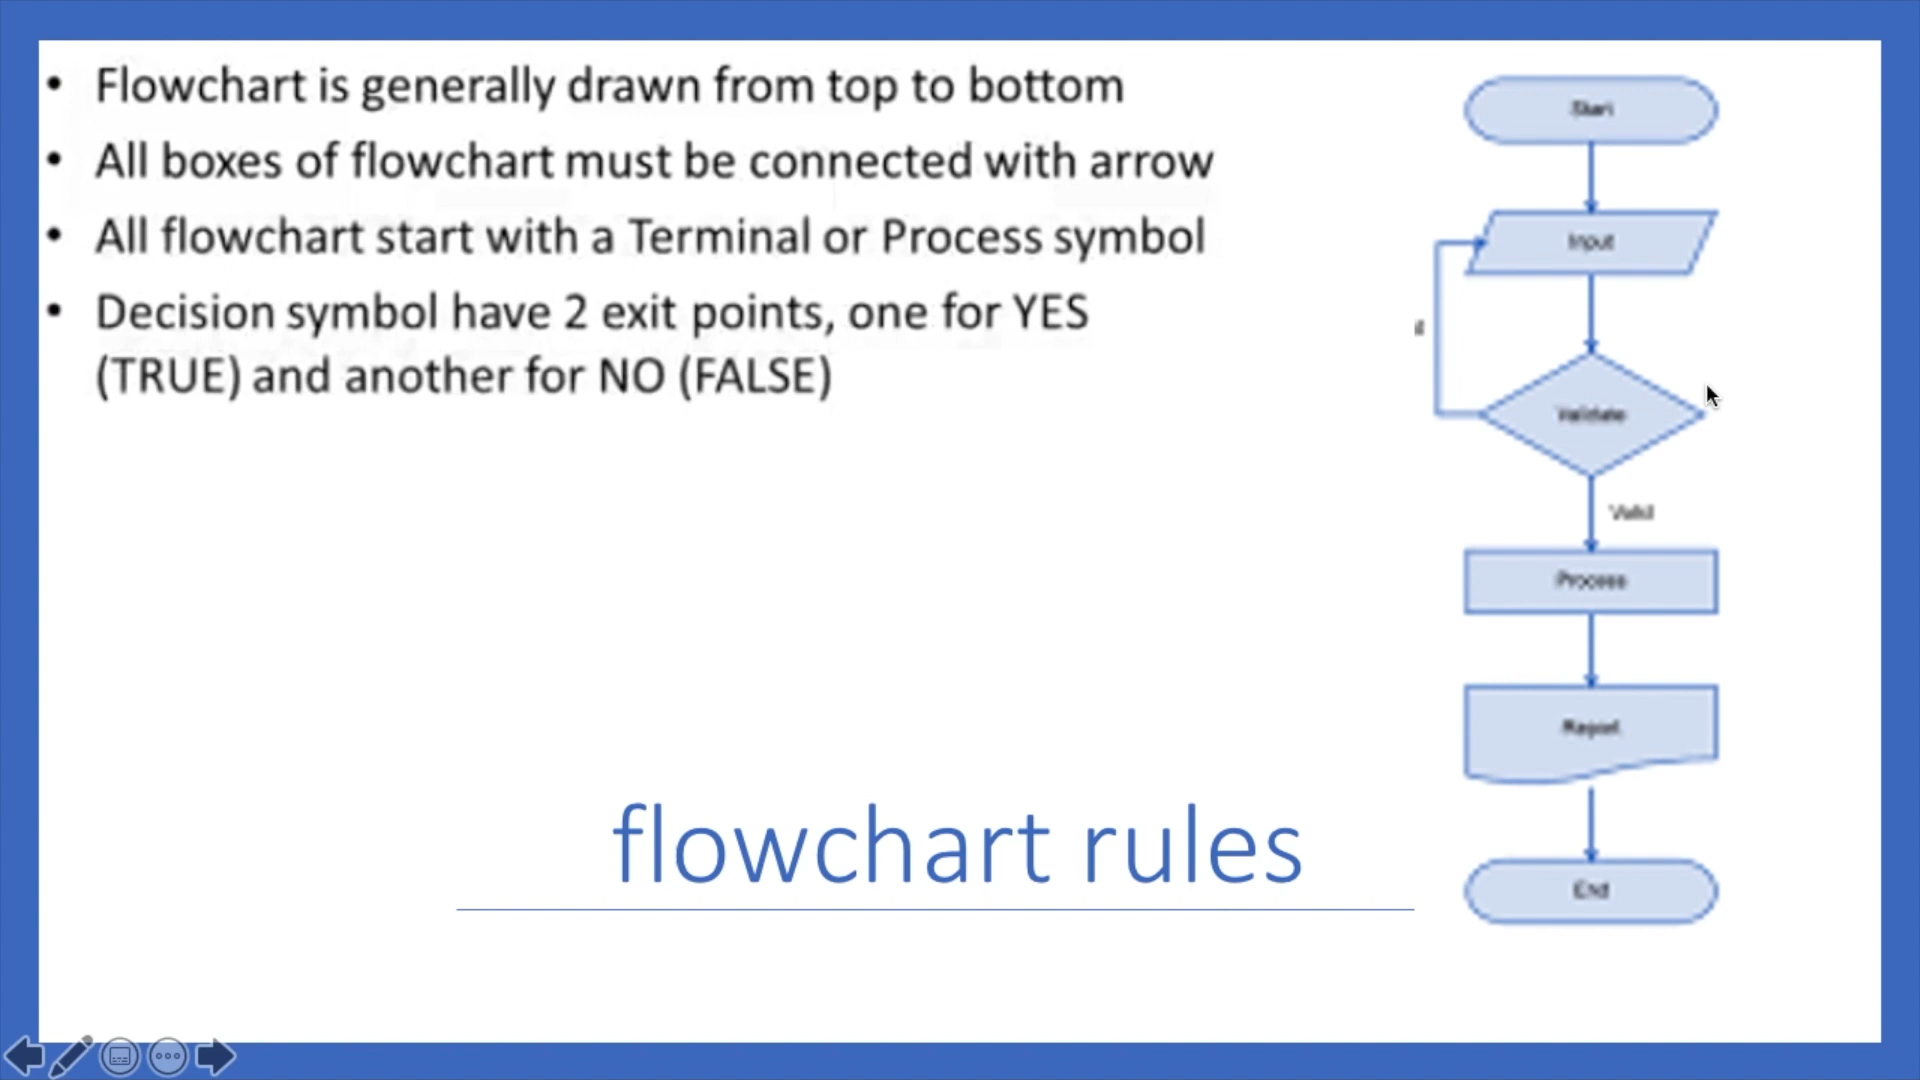 • Flowchart is generally drawn from top to bottom
• All boxes of flowchart must be connected with arrow
• All flowchart start with a Terminal or Process symbol
• Decision symbol have 2 exit points, one for YES
(TRUE) and another for NO (FALSE)
flowchart rules
Start
Input
Validate
Valid
Process
Report
End